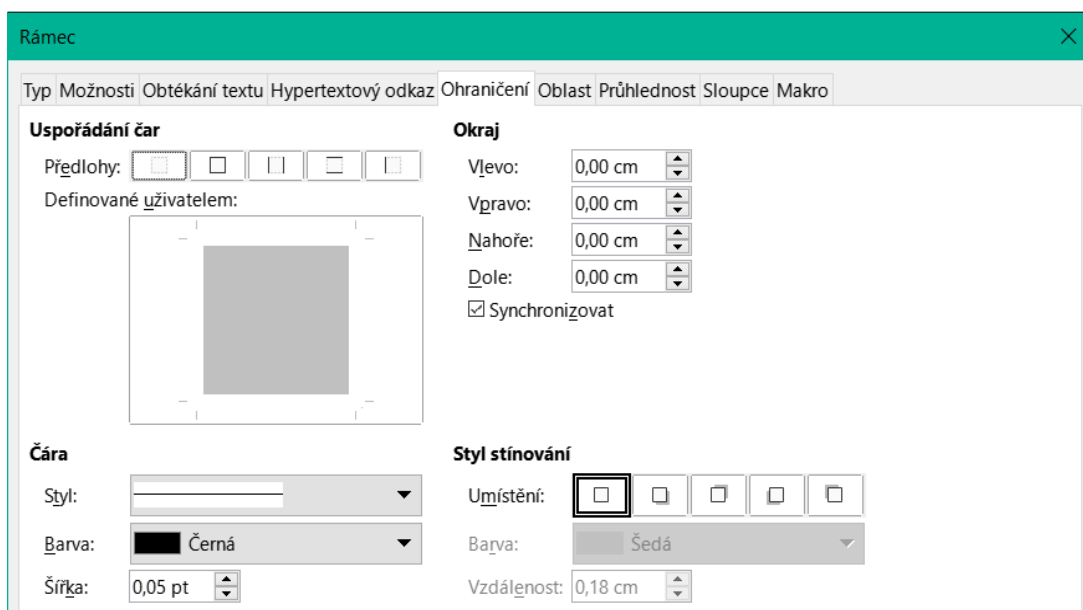 Rámec
Typ Možnosti Obtékání textu Hypertextový odkaz Ohraničení Oblast Průhlednost Sloupce Makro
Uspořádání čar
Předlohy:
Definované uživatelem:
Okraj
Vlevo: 0,00 cm
Vpravo: 0,00 cm
Nahoře: 0,00 cm
Dole: 0,00 cm
Synchronizovat
Čára
Styl:
Barva: Černá
Šířka: 0,05 pt
Styl stínování
Umístění:
Barva: Šedá
Vzdálenost: 0,18 cm